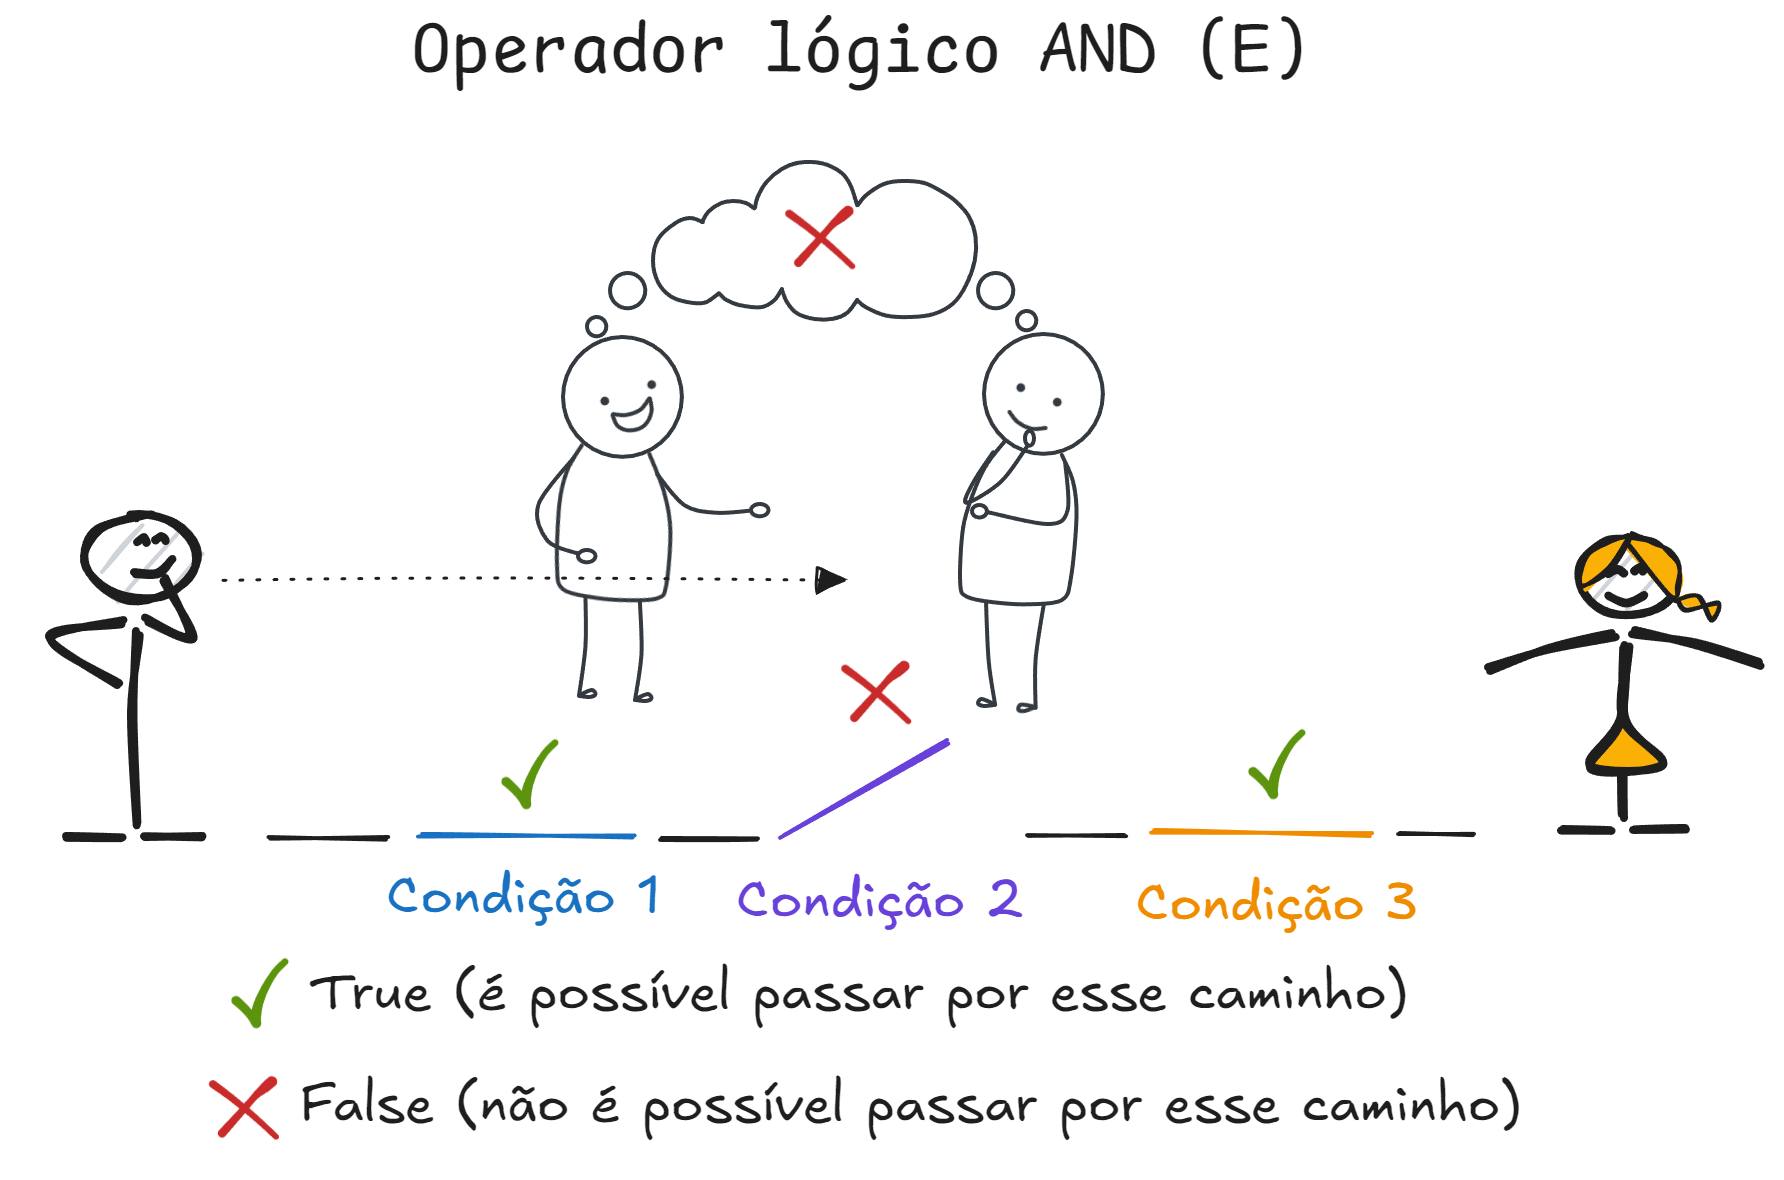 Operador lógico AND (E)
Condição 1
Condição 2
Condição 3
True (é possível passar por esse caminho)
False (não é possível passar por esse caminho)